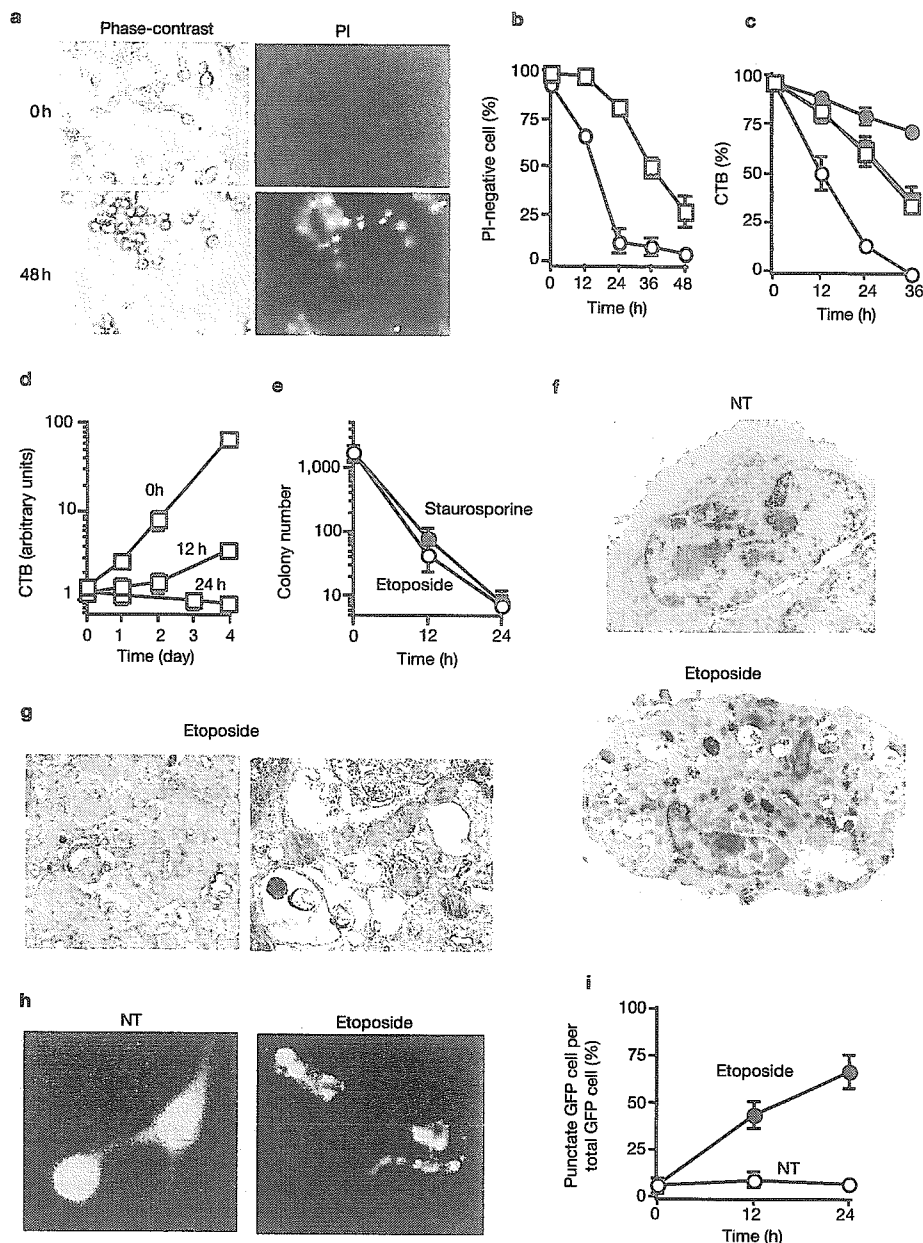 a
Phase-contrast
PI
0h
48 h
b
PI-negative cell (%)
100
75
50
25
0
0 12 24 36 48
Time (h)
c
CTB (%)
100
75
50
25
0
0 12 24 36
Time (h)
d
CTB (arbitrary units)
100
10
1
0h
12 h
24 h
0 1 2 3 4
Time (day)
e
Colony number
1,000
100
10
Staurosporine
Etoposide
0 12 24
Time (h)
f
NT
Etoposide
g
Etoposide
h
NT
Etoposide
i
Punctate GFP cell per
total GFP cell (%)
100
75
50
25
0
Etoposide
NT
0 12 24
Time (h)